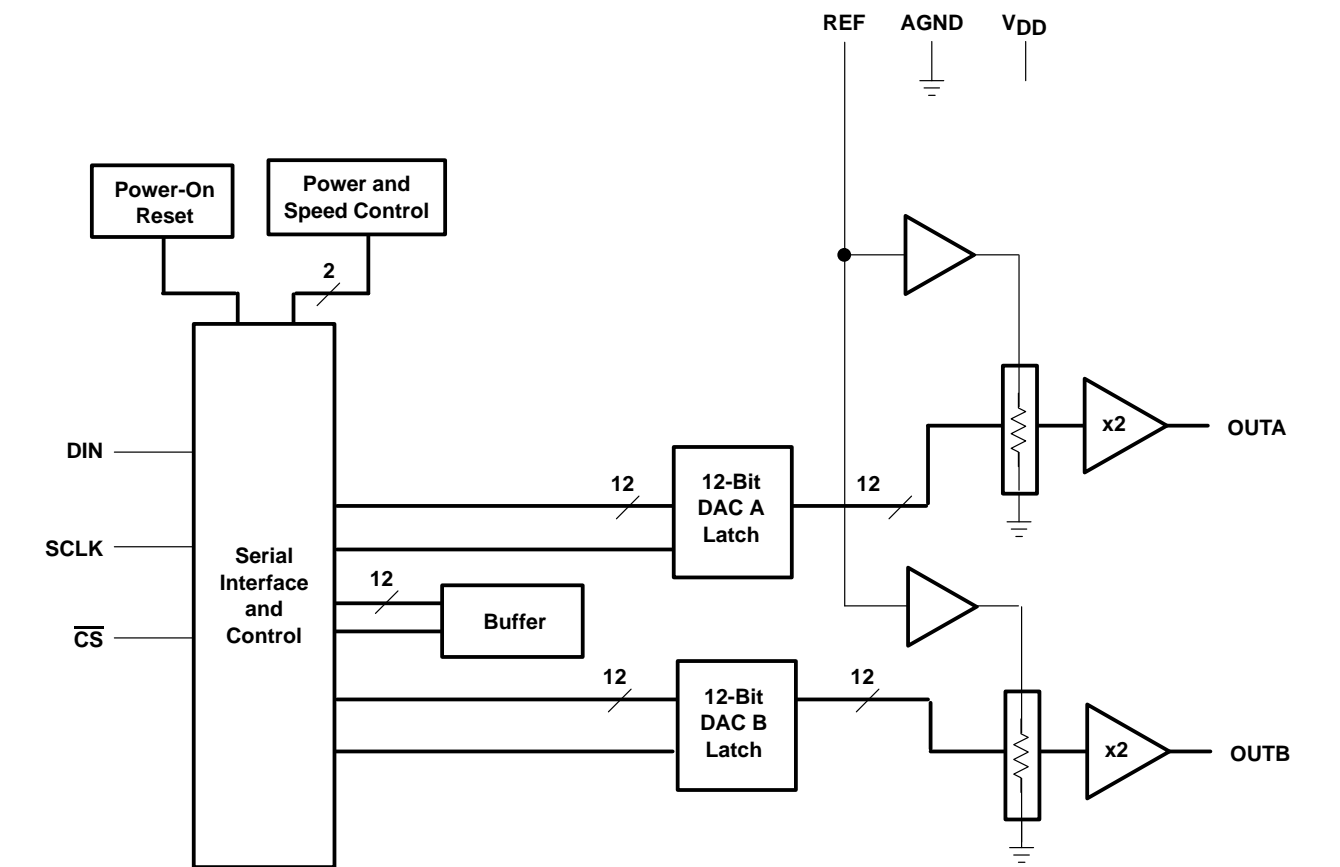 REF AGND VDD
Power-On
Reset
Power and
Speed Control
2
DIN
SCLK
CS
Serial
Interface
and
Control
12
12-Bit
DAC A
Latch
12
x2
OUTA
12
Buffer
12
12-Bit
DAC B
Latch
12
x2
OUTB